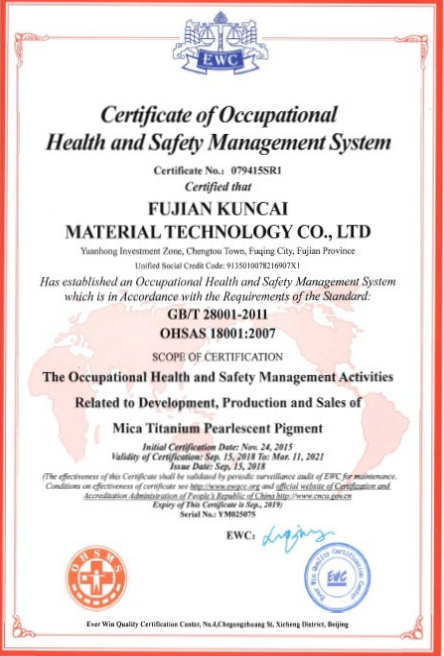 EWC
Certificate of Occupational
Health and Safety Management System
Certificate No.: 079415SR1
Certified that
FUJIAN KUNCAI
MATERIAL TECHNOLOGY CO., LTD
Yuanhong Investment Zone, Chengtou Town, Fuqing City, Fujian Province
Unified Social Credit Code: 9135010078216907X1
Has established an Occupational Health and Safety Management System
which is in Accordance with the Requirements of the Standard:
GB/T 28001-2011
OHSAS 18001:2007
SCOPE OF CERTIFICATION
The Occupational Health and Safety Management Activities
Related to Development, Production and Sales of
Mica Titanium Pearlescent Pigment
Initial Certification Date: Nov. 24, 2015
Validity of Certification: Sep. 15, 2018 To: Mar. 11, 2021
Issue Date: Sep. 15, 2018
(The effectiveness of this Certificate shall be validated by periodic surveillance audit of EWC for maintenance.
Conditions on effectiveness of certificate see http://www.ewqcc.org and official website of Certification and
Accreditation Administration of People's Republic of China http://www.cnca.gov.cn
Expiry of This Certificate is Sep., 2019)
Serial No.: YM025075
EWC:
OHSMS
Ever Win Quality Certification Center
EWC
Ever Win Quality Certification Center, No.4,Chegongzhuang St, Xicheng District, Beijing